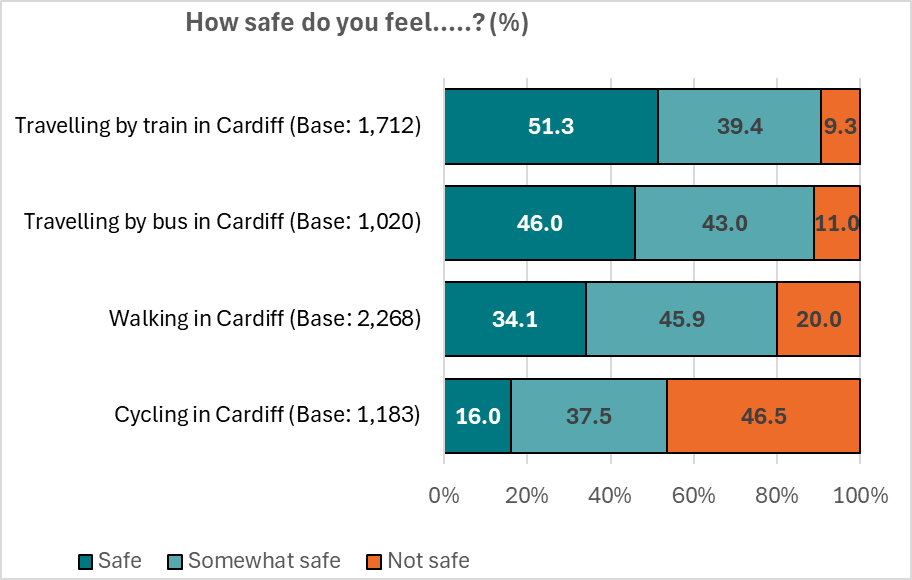 How safe do you feel.....? (%)
Travelling by train in Cardiff (Base: 1,712) 51.3 39.4 9.3
Travelling by bus in Cardiff (Base: 1,020) 46.0 43.0 11.0
Walking in Cardiff (Base: 2,268) 34.1 45.9 20.0
Cycling in Cardiff (Base: 1,183) 16.0 37.5 46.5
0% 20% 40% 60% 80% 100%
Safe Somewhat safe Not safe